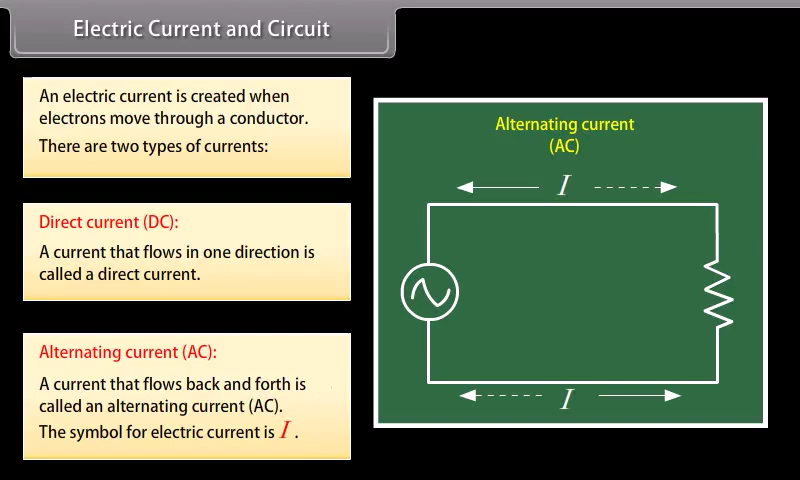 Electric Current and Circuit
An electric current is created when
electrons move through a conductor.
There are two types of currents:
Direct current (DC):
A current that flows in one direction is
called a direct current.
Alternating current (AC):
A current that flows back and forth is
called an alternating current (AC).
The symbol for electric current is I .
Alternating current
(AC)
I
I